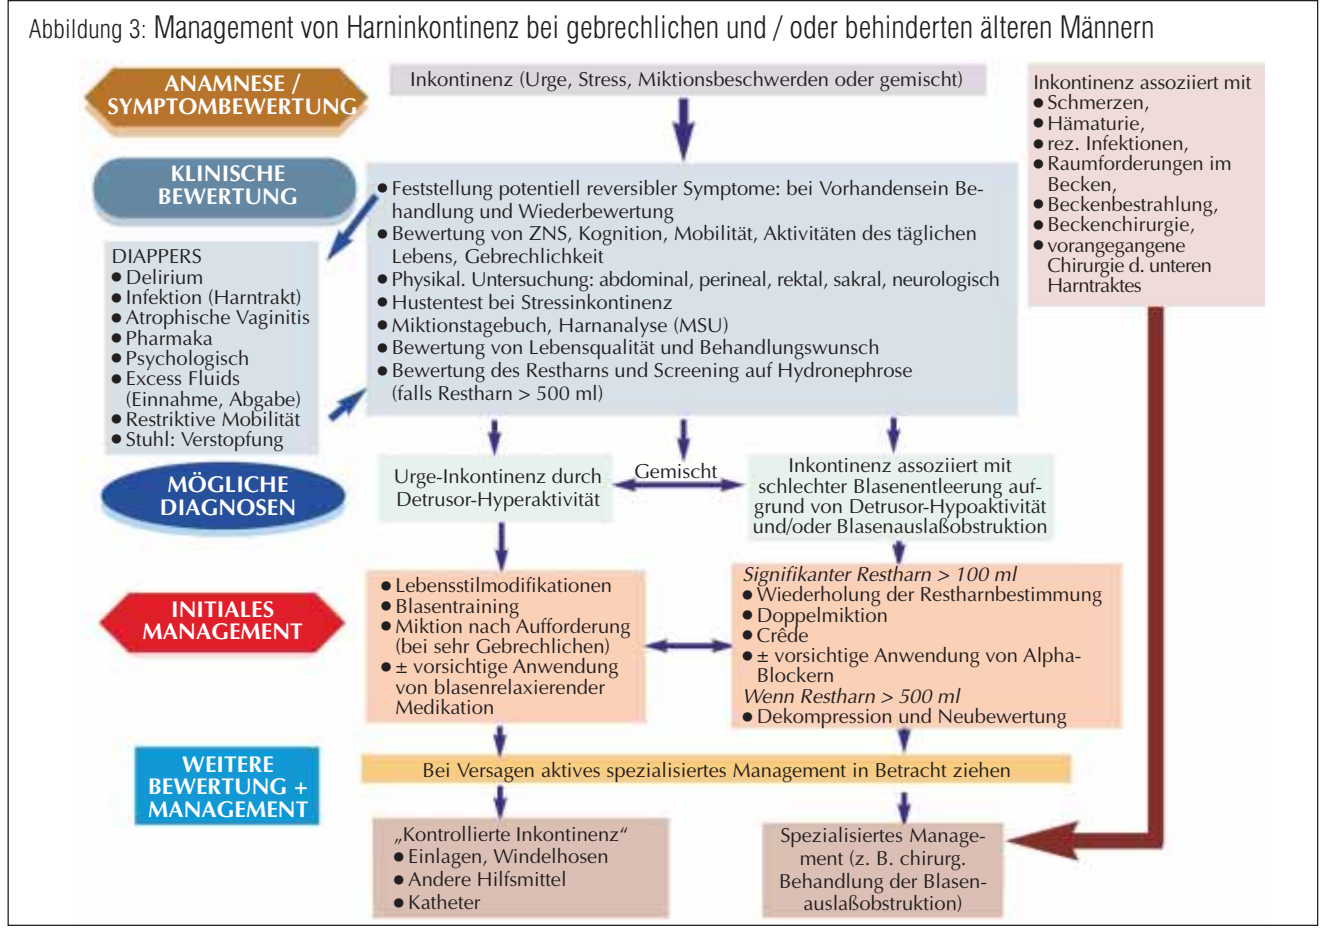 Abbildung 3: Management von Harninkontinenz bei gebrechlichen und / oder behinderten älteren Männern
ANAMNESE /
SYMPTOMBEWERTUNG
Inkontinenz (Urge, Stress, Miktionsbeschwerden oder gemischt)
Inkontinenz assoziiert mit
● Schmerzen,
● Hämaturie,
● rez. Infektionen,
● Raumforderungen im
Becken,
● Beckenbestrahlung,
● Beckenchirurgie,
● vorangegangene
Chirurgie d. unteren
Harntraktes
KLINISCHE
BEWERTUNG
● Feststellung potentiell reversibler Symptome: bei Vorhandensein Be-
handlung und Wiederbewertung
● Bewertung von ZNS, Kognition, Mobilität, Aktivitäten des täglichen
Lebens, Gebrechlichkeit
● Physikal. Untersuchung: abdominal, perineal, rektal, sakral, neurologisch
● Hustentest bei Stressinkontinenz
● Miktionstagebuch, Harnanalyse (MSU)
● Bewertung von Lebensqualität und Behandlungswunsch
● Bewertung des Restharns und Screening auf Hydronephrose
(falls Restharn > 500 ml)
DIAPPERS
● Delirium
● Infektion (Harntrakt)
● Atrophische Vaginitis
● Pharmaka
● Psychologisch
● Excess Fluids
(Einnahme, Abgabe)
● Restriktive Mobilität
● Stuhl: Verstopfung
MÖGLICHE
DIAGNOSEN
Urge-Inkontinenz durch
Detrusor-Hyperaktivität
Gemischt
Inkontinenz assoziiert mit
schlechter Blasenentleerung auf-
grund von Detrusor-Hypoaktivität
und/oder Blasenauslaßobstruktion
INITIALES
MANAGEMENT
● Lebensstilmodifikationen
● Blasentraining
● Miktion nach Aufforderung
(bei sehr Gebrechlichen)
● ± vorsichtige Anwendung
von blasenrelaxierender
Medikation
Signifikanter Restharn > 100 ml
● Wiederholung der Restharnbestimmung
● Doppelmiktion
● Crêde
● ± vorsichtige Anwendung von Alpha-
Blockern
Wenn Restharn > 500 ml
● Dekompression und Neubewertung
WEITERE
BEWERTUNG +
MANAGEMENT
Bei Versagen aktives spezialisiertes Management in Betracht ziehen
„Kontrollierte Inkontinenz“
● Einlagen, Windelhosen
● Andere Hilfsmittel
● Katheter
Spezialisiertes Manage-
ment (z. B. chirurg.
Behandlung der Blasen-
auslaßobstruktion)